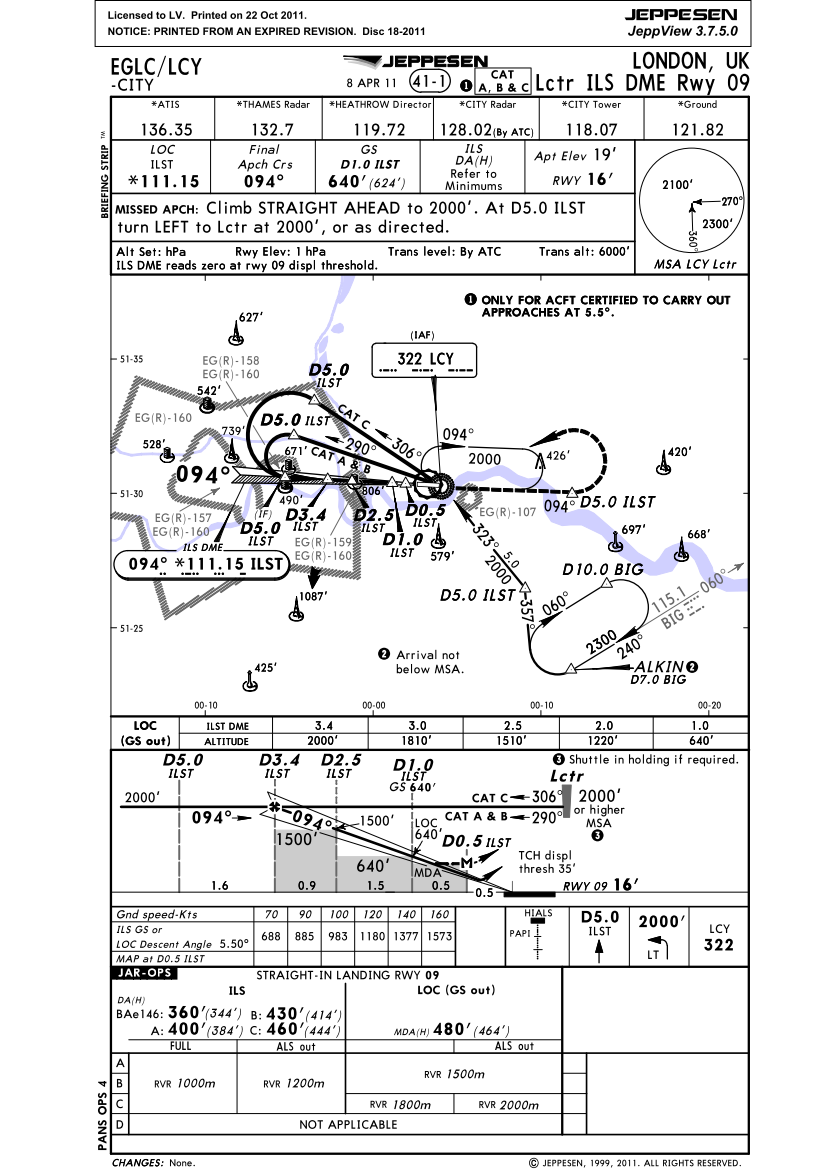 Licensed to LV. Printed on 22 Oct 2011.
NOTICE: PRINTED FROM AN EXPIRED REVISION. Disc 18-2011
JEPPESEN
JeppView 3.7.5.0
EGLC/LCY
-CITY
JEPPESEN
8 APR 11 41-1
1 CAT A, B & C
LONDON, UK
Lctr ILS DME Rwy 09
BRIEFING STRIP TM
*ATIS *THAMES Radar *HEATHROW Director *CITY Radar *CITY Tower *Ground
136.35 132.7 119.72 128.02(By ATC) 118.07 121.82
LOC ILST *111.15
Final Apch Crs 094°
GS D1.0 ILST 640'(624')
ILS DA(H) Refer to Minimums
Apt Elev 19'
RWY 16'
MISSED APCH: Climb STRAIGHT AHEAD to 2000'. At D5.0 ILST
turn LEFT to Lctr at 2000', or as directed.
Alt Set: hPa Rwy Elev: 1 hPa Trans level: By ATC Trans alt: 6000'
ILS DME reads zero at rwy 09 displ threshold.
2100'
270°
2300'
360°
MSA LCY Lctr
1 ONLY FOR ACFT CERTIFIED TO CARRY OUT
APPROACHES AT 5.5°.
627'
(IAF)
322 LCY
51-35
EG(R)-158
EG(R)-160
D5.0
ILST
542'
EG(R)-160
CAT C 306°
D5.0 ILST
739'
290°
CAT A & B
094°
2000
426'
420'
528'
671'
094°
51-30
490'
806'
094° D5.0 ILST
EG(R)-157
EG(R)-160
(IF)
D5.0
ILST
D3.4
ILST
D2.5
ILST
D1.0
ILST
D0.5
ILST
EG(R)-107
EG(R)-159
EG(R)-160
ILS DME
094° *111.15 ILST
579'
697'
668'
323° 5.0
2000
D5.0 ILST
357°
D10.0 BIG
060°
115.1
BIG
060°
1087'
51-25
2300
240°
2 Arrival not
below MSA.
ALKIN 2
D7.0 BIG
425'
00-10 00-00 00-10 00-20
LOC (GS out) ILST DME 3.4 3.0 2.5 2.0 1.0
ALTITUDE 2000' 1810' 1510' 1220' 640'
3 Shuttle in holding if required.
D5.0
ILST
D3.4
ILST
D2.5
ILST
D1.0
ILST
GS 640'
Lctr
2000'
CAT C 306°
CAT A & B 290°
2000'
or higher
MSA
3
094°
094°
1500'
1500'
LOC
640'
640'
MDA
D0.5 ILST
M
TCH displ
thresh 35'
1.6 0.9 1.5 0.5 0.5
RWY 09 16'
Gnd speed-Kts 70 90 100 120 140 160
ILS GS or
LOC Descent Angle 5.50° 688 885 983 1180 1377 1573
MAP at D0.5 ILST
HIALS
PAPI
D5.0
ILST
2000'
LT
LCY
322
JAR-OPS
STRAIGHT-IN LANDING RWY 09
ILS LOC (GS out)
DA(H)
BAe146: 360'(344') B: 430'(414')
A: 400'(384') C: 460'(444')
MDA(H) 480'(464')
FULL ALS out ALS out
A
B
C
D
RVR 1000m RVR 1200m RVR 1500m
RVR 1800m RVR 2000m
NOT APPLICABLE
PANS OPS 4
CHANGES: None.
© JEPPESEN, 1999, 2011. ALL RIGHTS RESERVED.